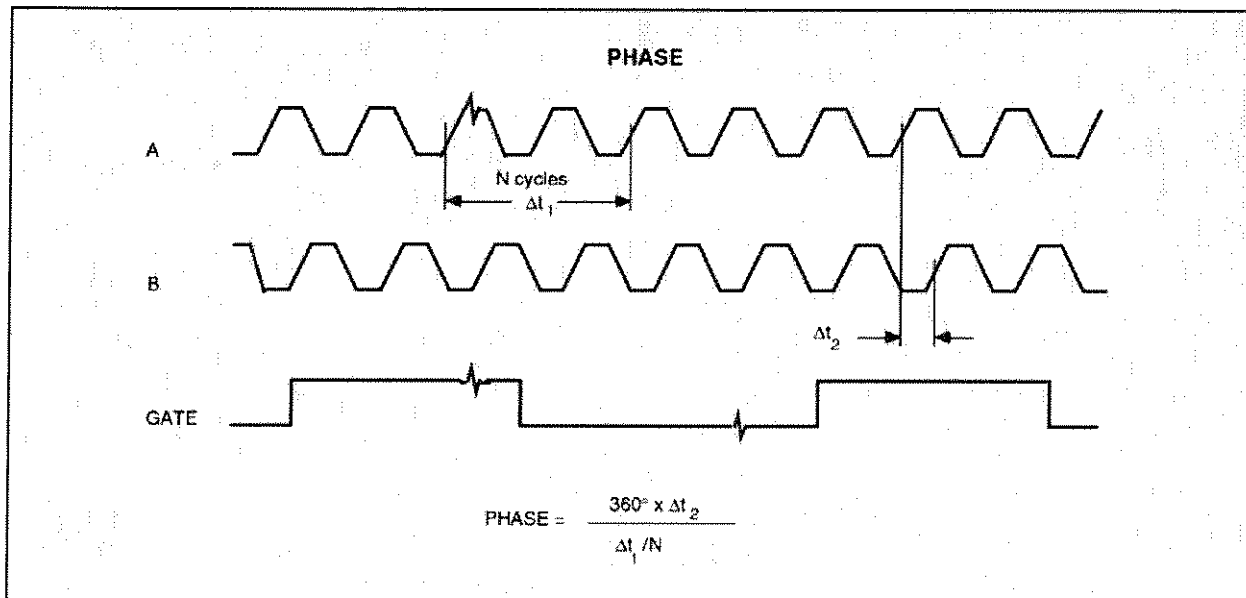 PHASE
A
N cycles
Δt₁
B
Δt₂
GATE
PHASE = 360° x Δt₂
Δt₁ /N